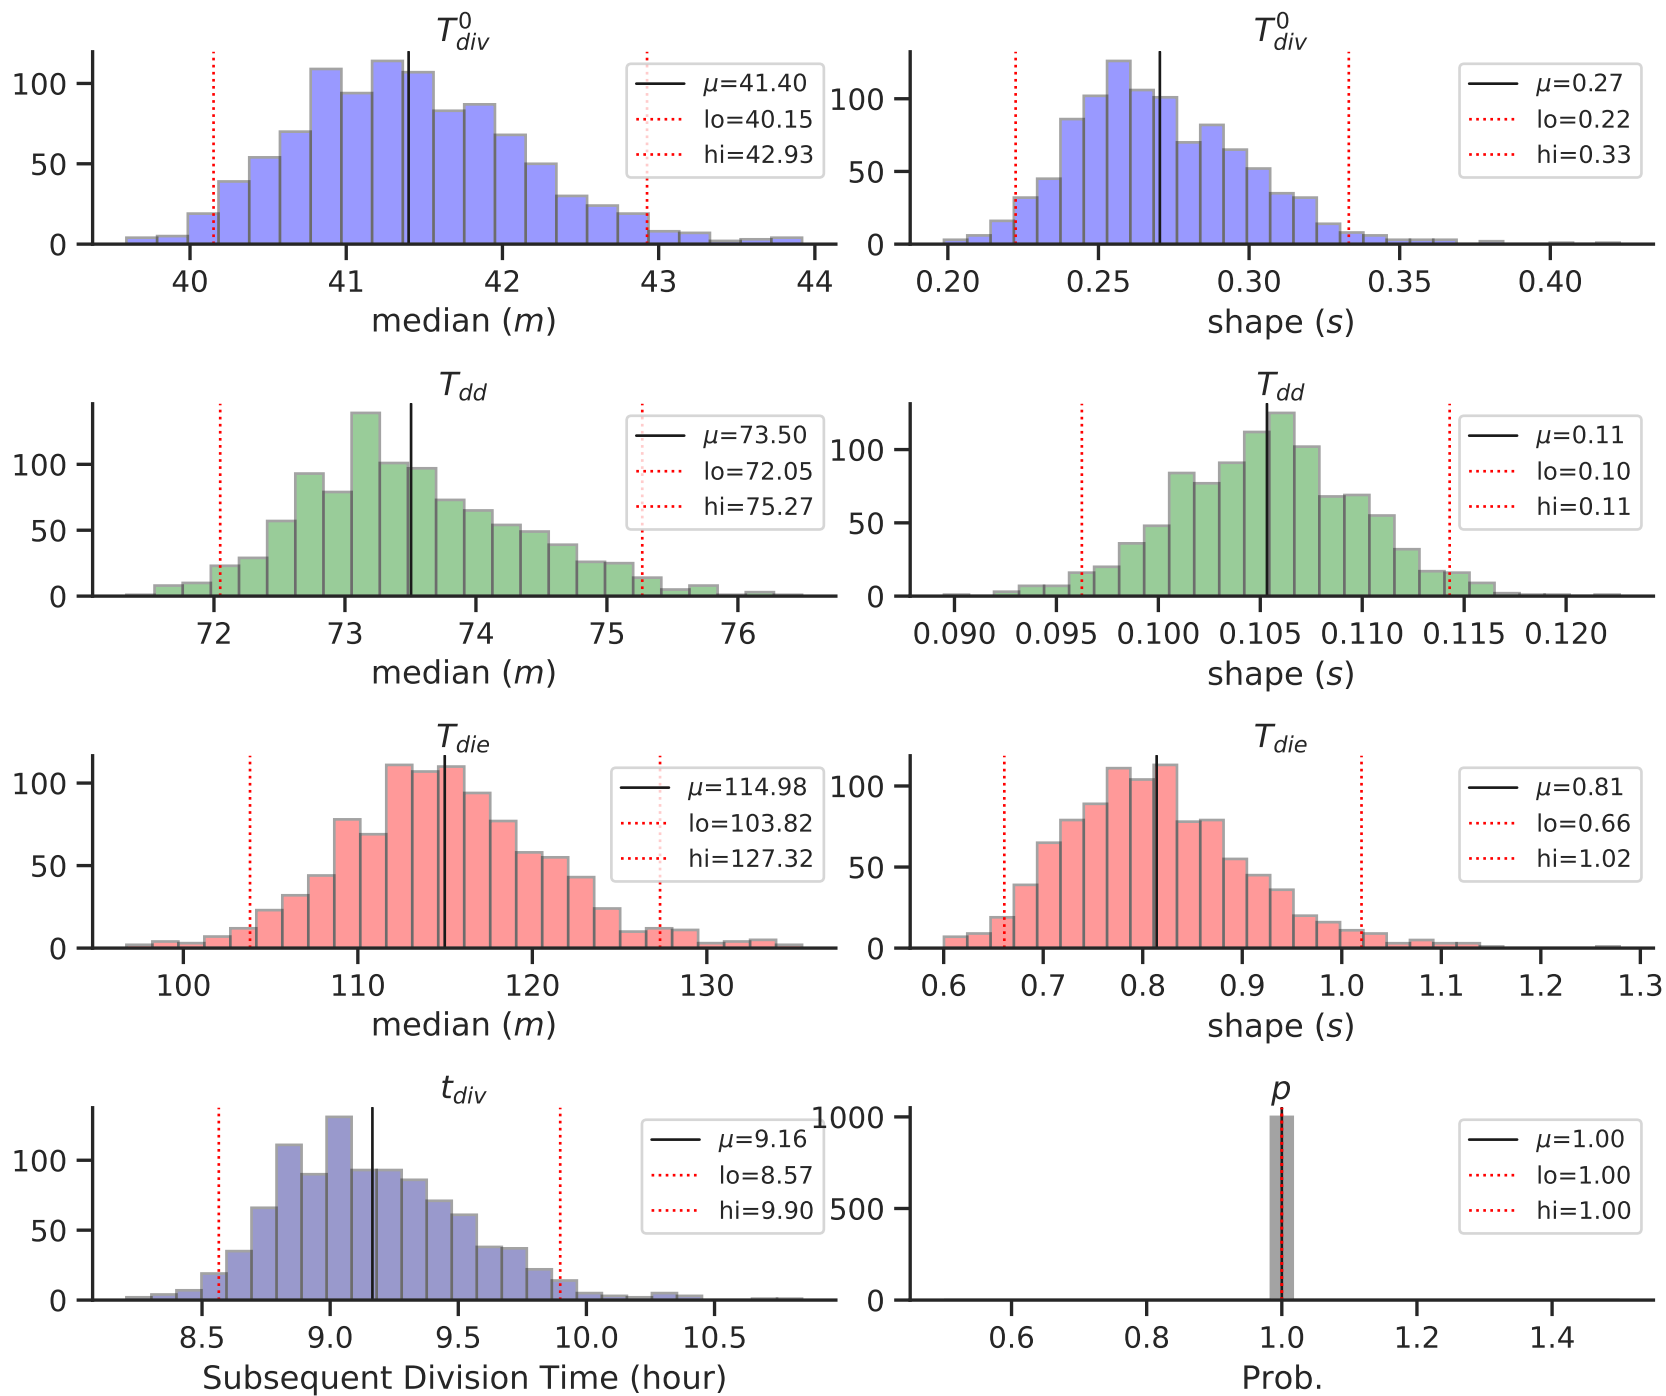 T⁰div
100
50
0
40 41 42 43 44
median (m)
μ=41.40
lo=40.15
hi=42.93
T⁰div
100
50
0
0.20 0.25 0.30 0.35 0.40
shape (s)
μ=0.27
lo=0.22
hi=0.33
Tdd
100
50
0
72 73 74 75 76
median (m)
μ=73.50
lo=72.05
hi=75.27
Tdd
100
50
0
0.090 0.095 0.100 0.105 0.110 0.115 0.120
shape (s)
μ=0.11
lo=0.10
hi=0.11
Tdie
100
50
0
100 110 120 130
median (m)
μ=114.98
lo=103.82
hi=127.32
Tdie
100
50
0
0.6 0.7 0.8 0.9 1.0 1.1 1.2 1.3
shape (s)
μ=0.81
lo=0.66
hi=1.02
tdiv
100
50
0
8.5 9.0 9.5 10.0 10.5
Subsequent Division Time (hour)
μ=9.16
lo=8.57
hi=9.90
p
1000
500
0
0.6 0.8 1.0 1.2 1.4
Prob.
μ=1.00
lo=1.00
hi=1.00